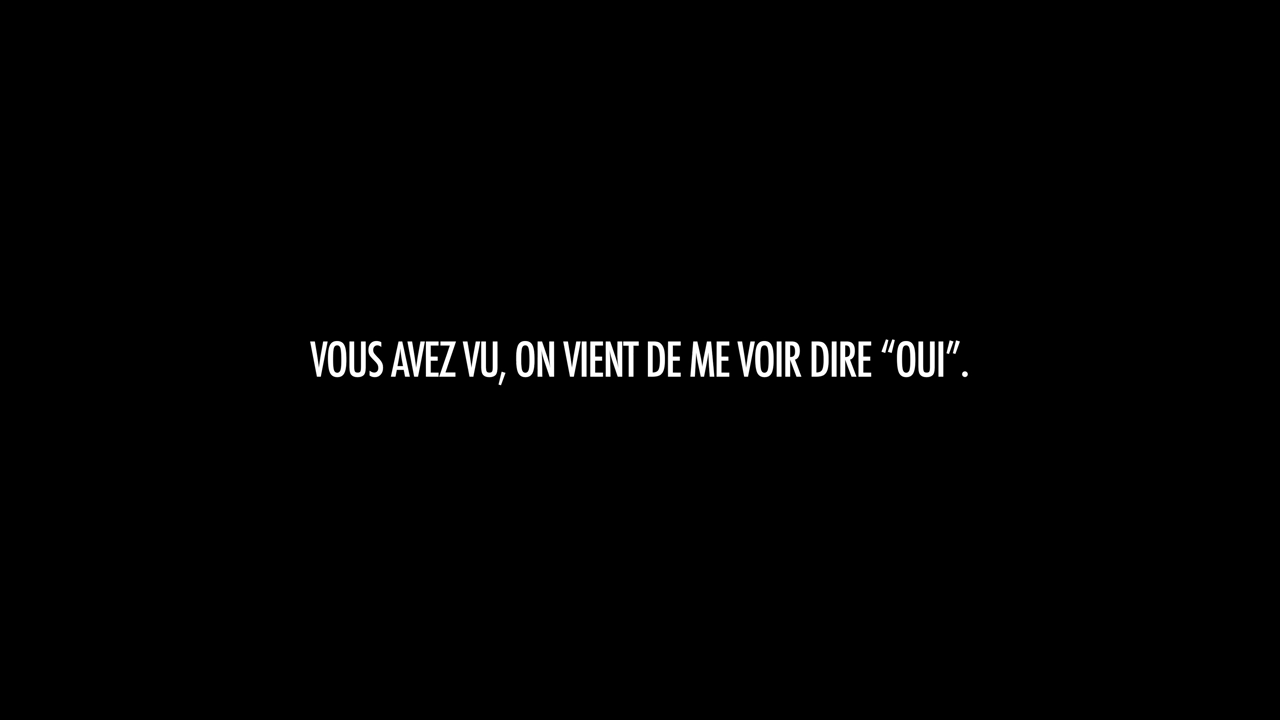 VOUS AVEZ VU, ON VIENT DE ME VOIR DIRE “OUI”.